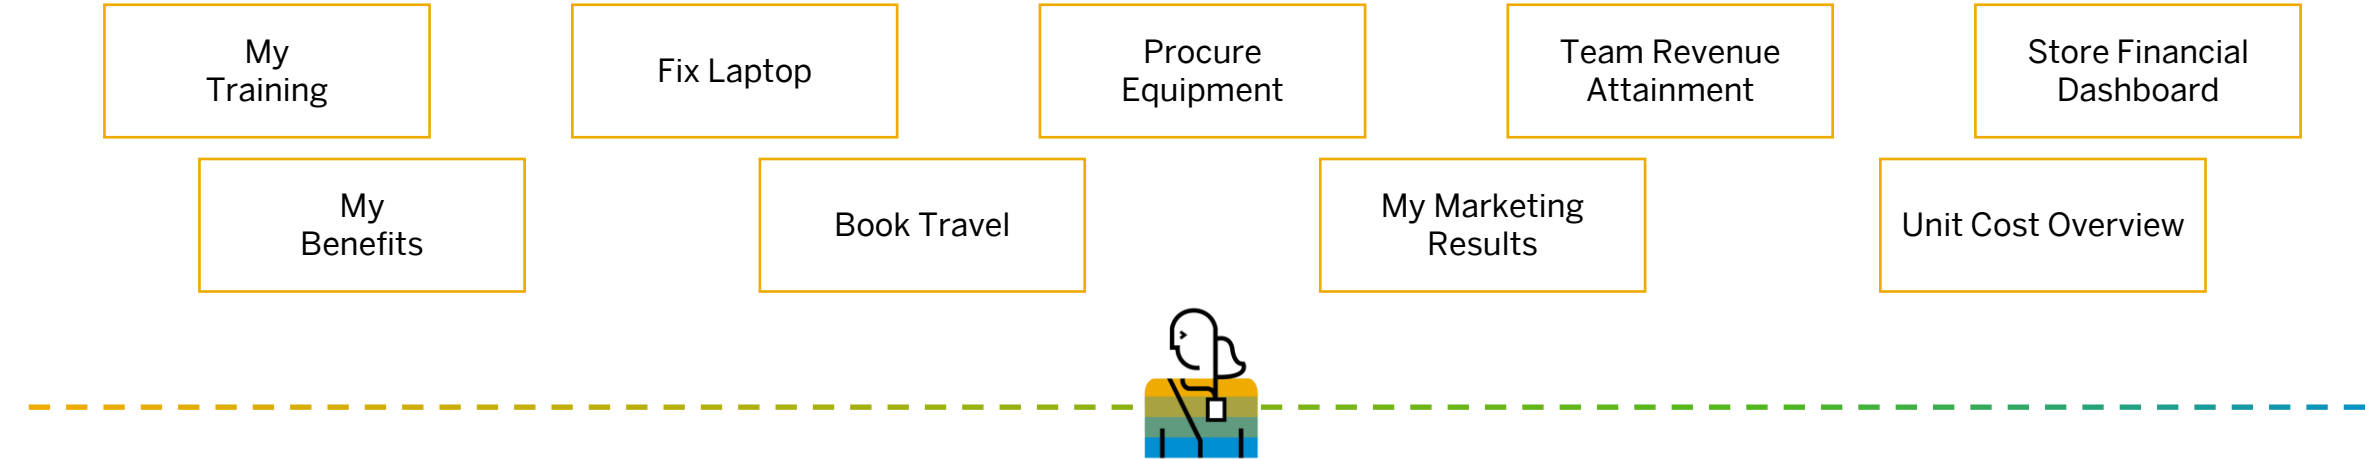 My
Training
Fix Laptop
Procure
Equipment
Team Revenue
Attainment
Store Financial
Dashboard
My
Benefits
Book Travel
My Marketing
Results
Unit Cost Overview